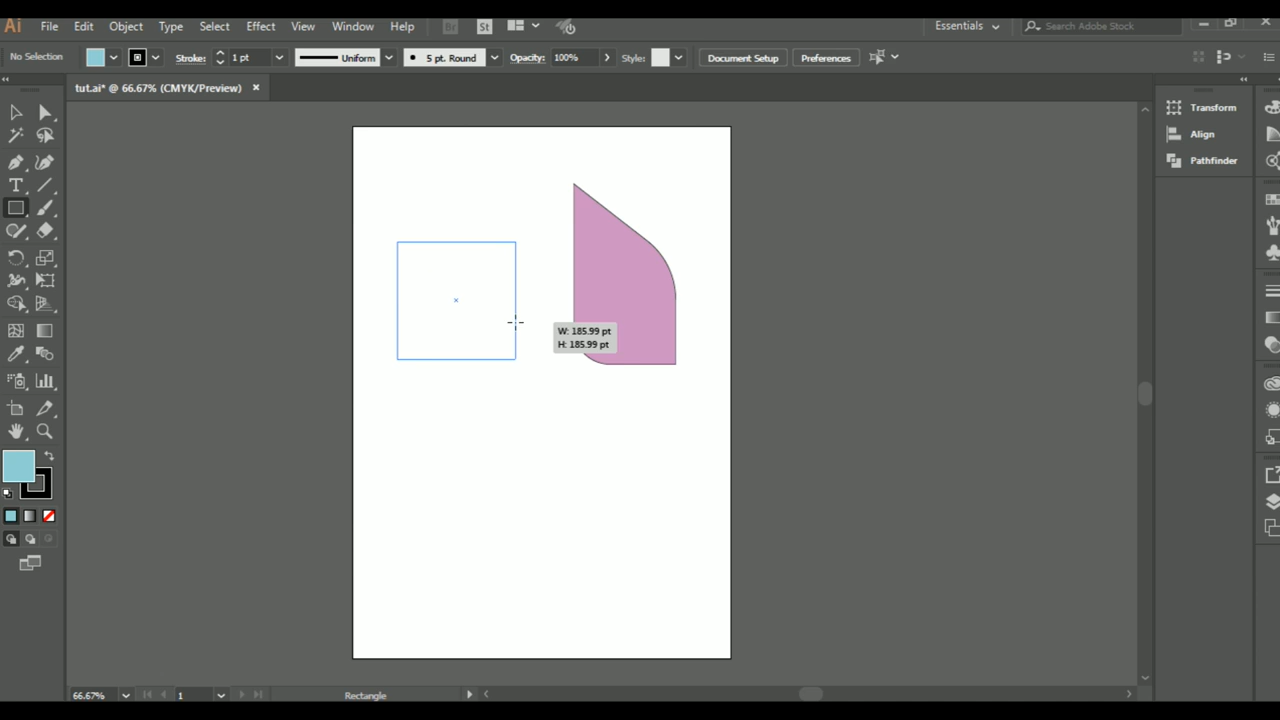 Ai File Edit Object Type Select Effect View Window Help Br St Essentials Search Adobe Stock
No Selection Stroke: 1 pt Uniform 5 pt. Round Opacity: 100% Style: Document Setup Preferences
tut.ai* @ 66.67% (CMYK/Preview)
Transform
Align
Pathfinder
W: 185.99 pt
H: 185.99 pt
66.67% 1 Rectangle